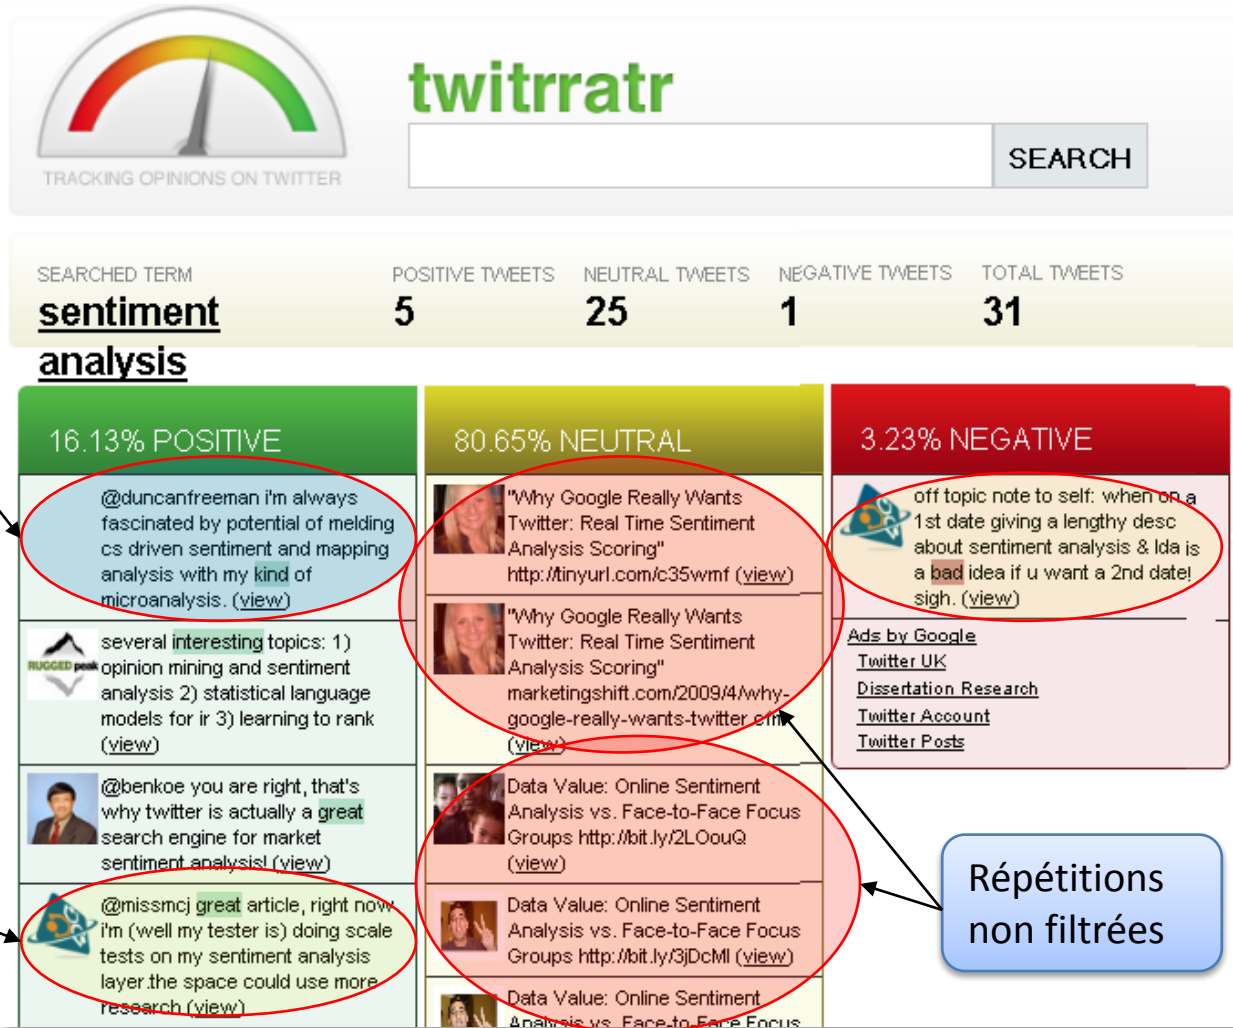 twitrratr
SEARCH
TRACKING OPINIONS ON TWITTER
SEARCHED TERM
sentiment
analysis
POSITIVE TWEETS
5
NEUTRAL TWEETS
25
NEGATIVE TWEETS
1
TOTAL TWEETS
31
16.13% POSITIVE
@duncanfreeman i'm always
fascinated by potential of melding
cs driven sentiment and mapping
analysis with my kind of
microanalysis. (view)
RUGGED peak
several interesting topics: 1)
opinion mining and sentiment
analysis 2) statistical language
models for ir 3) learning to rank
(view)
@benkoe you are right, that's
why twitter is actually a great
search engine for market
sentiment analysis! (view)
@missmcj great article, right now
i'm (well my tester is) doing scale
tests on my sentiment analysis
layer.the space could use more
research (view)
80.65% NEUTRAL
"Why Google Really Wants
Twitter: Real Time Sentiment
Analysis Scoring"
http://tinyurl.com/c35wmf (view)
"Why Google Really Wants
Twitter: Real Time Sentiment
Analysis Scoring"
marketingshift.com/2009/4/why-
google-really-wants-twitter.cfm
(view)
Data Value: Online Sentiment
Analysis vs. Face-to-Face Focus
Groups http://bit.ly/2LOouQ
(view)
Data Value: Online Sentiment
Analysis vs. Face-to-Face Focus
Groups http://bit.ly/3jDcMl (view)
Data Value: Online Sentiment
Analysis vs. Face-to-Face Focus
3.23% NEGATIVE
off topic note to self: when on a
1st date giving a lengthy desc
about sentiment analysis & lda is
a bad idea if u want a 2nd date!
sigh. (view)
Ads by Google
Twitter UK
Dissertation Research
Twitter Account
Twitter Posts
Répétitions
non filtrées